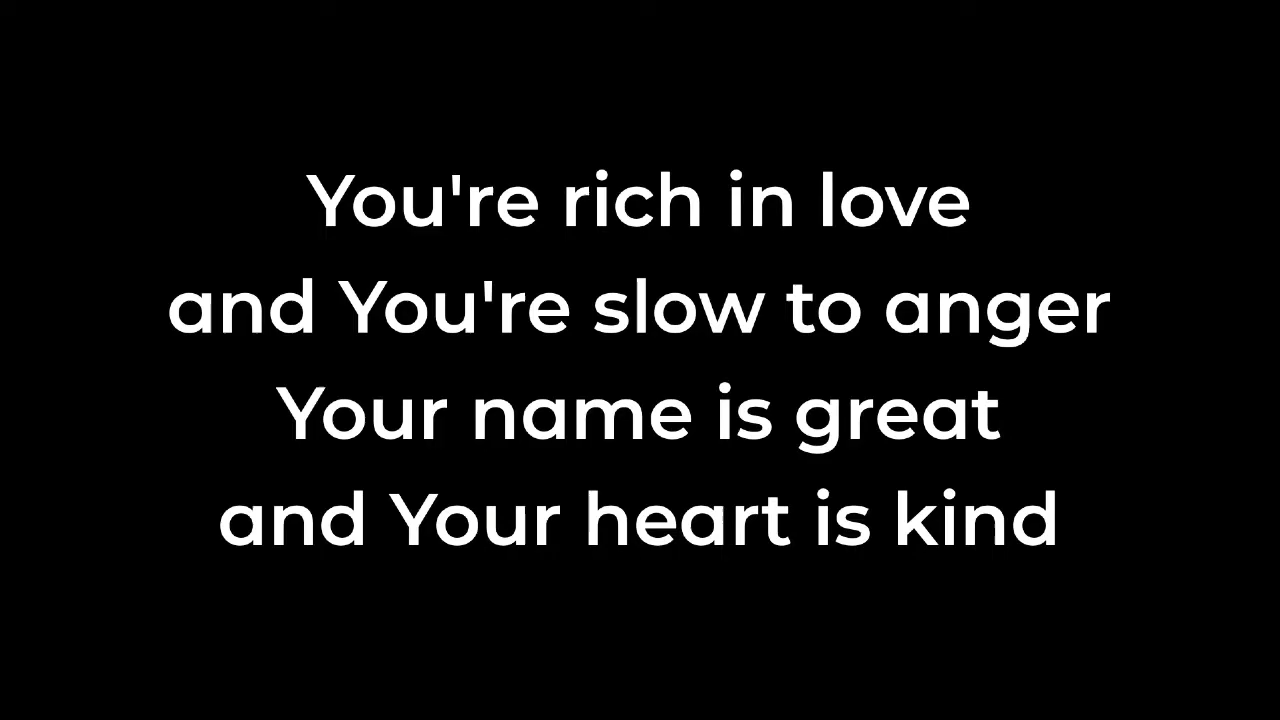 You're rich in love
and You're slow to anger
Your name is great
and Your heart is kind